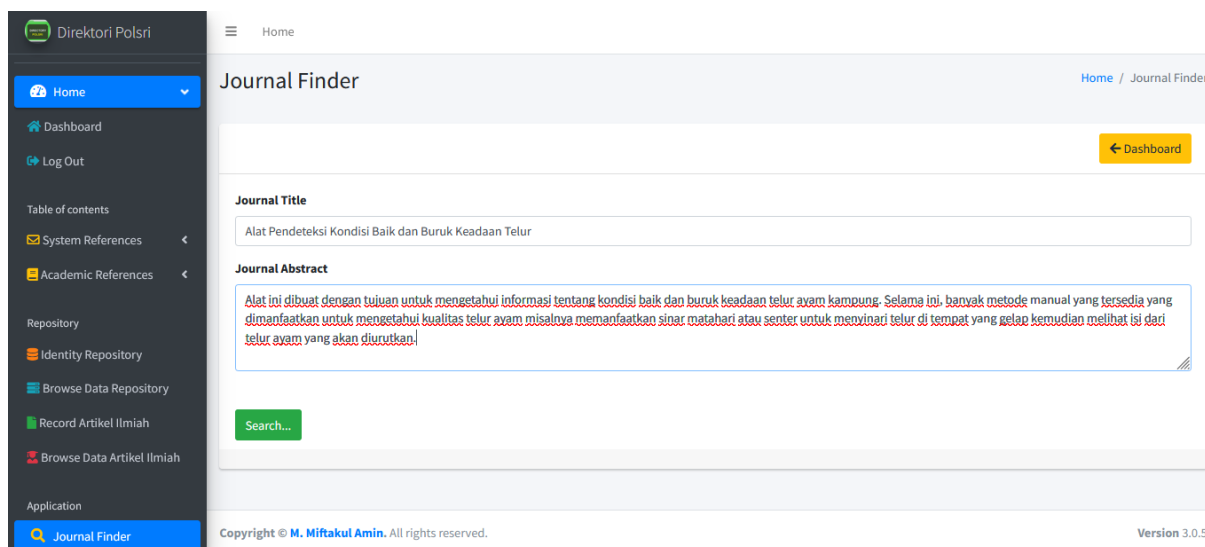 Direktori Polsri
Home
Home
Dashboard
Log Out
Table of contents
System References
Academic References
Repository
Identity Repository
Browse Data Repository
Record Artikel Ilmiah
Browse Data Artikel Ilmiah
Application
Journal Finder
Journal Finder
Home / Journal Finder
Dashboard
Journal Title
Alat Pendeteksi Kondisi Baik dan Buruk Keadaan Telur
Journal Abstract
Alat ini dibuat dengan tujuan untuk mengetahui informasi tentang kondisi baik dan buruk keadaan telur ayam kampung. Selama ini, banyak metode manual yang tersedia yang
dimanfaatkan untuk mengetahui kualitas telur ayam misalnya memanfaatkan sinar matahari atau senter untuk menyinari telur di tempat yang gelap kemudian melihat isi dari
telur ayam yang akan diurutkan.
Search...
Copyright © M. Miftakul Amin. All rights reserved.
Version 3.0.5